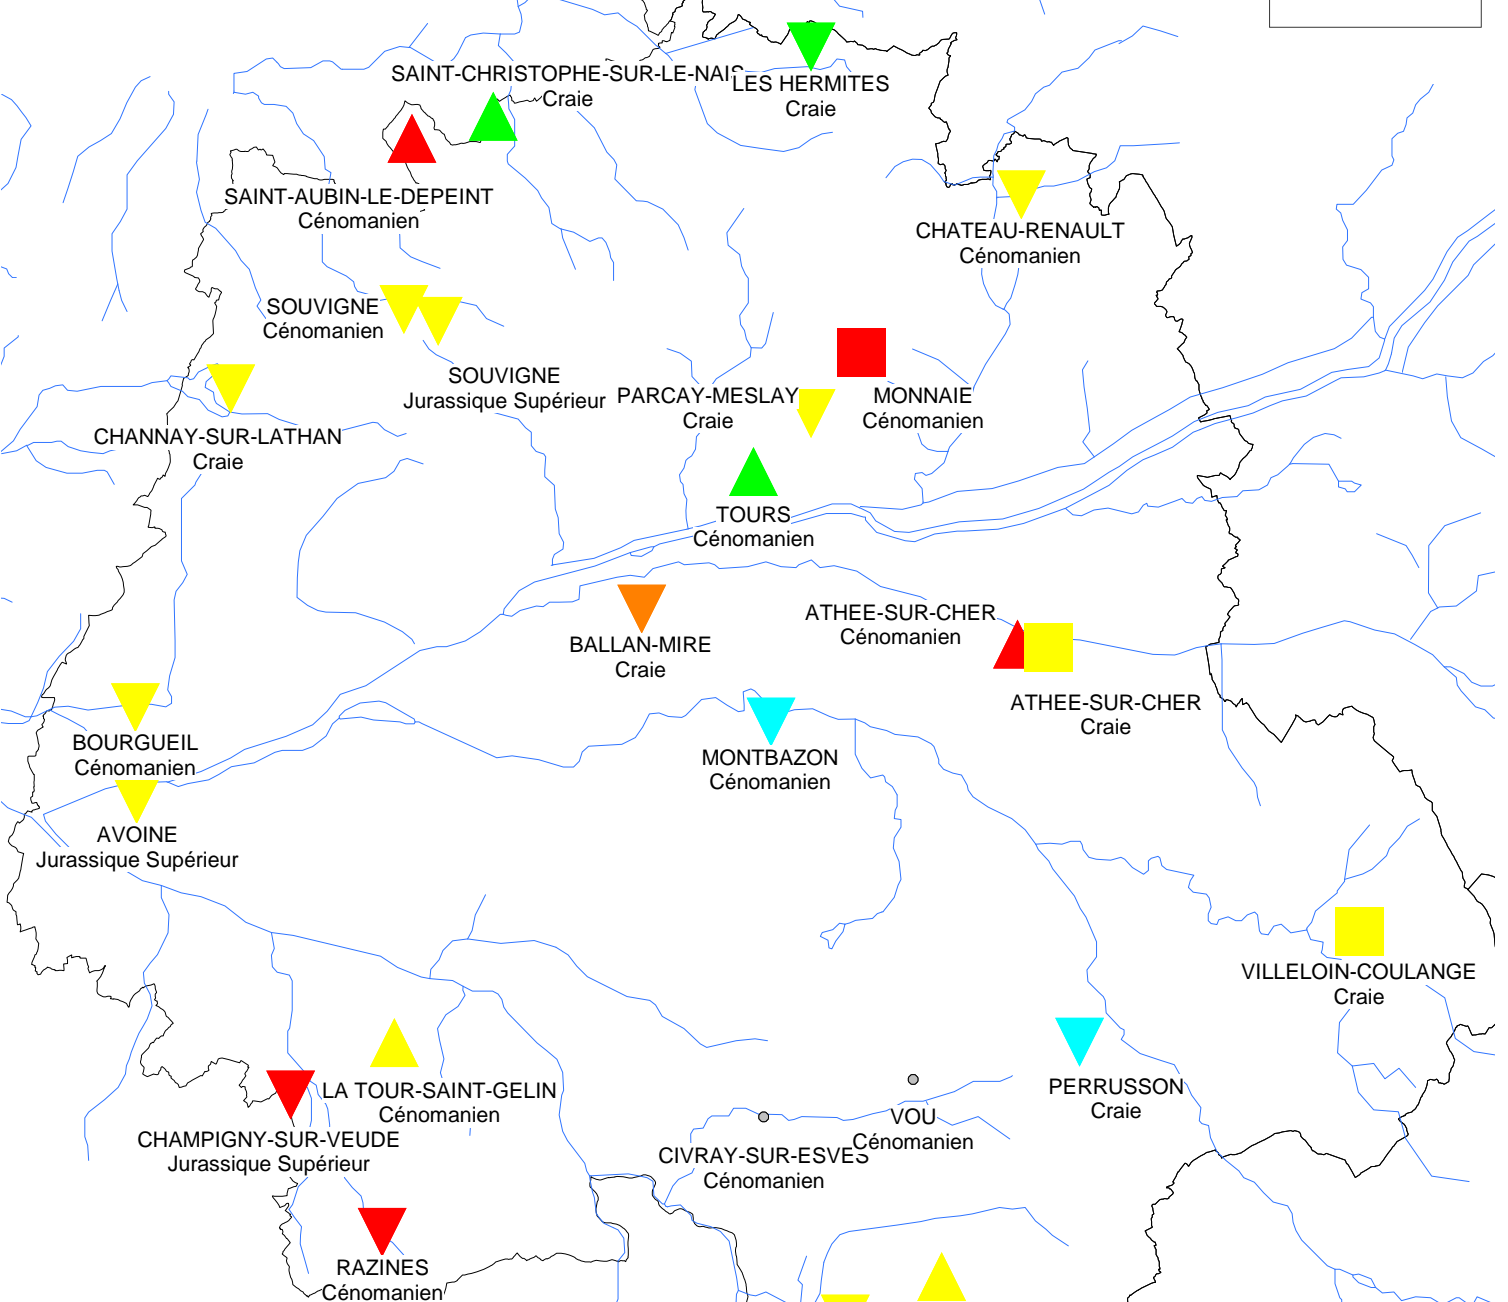 SAINT-CHRISTOPHE-SUR-LE-NAIS
Craie
LES HERMITES
Craie
SAINT-AUBIN-LE-DEPEINT
Cénomanien
CHATEAU-RENAULT
Cénomanien
SOUVIGNE
Cénomanien
SOUVIGNE
Jurassique Supérieur
PARCAY-MESLAY
Craie
MONNAIE
Cénomanien
CHANNAY-SUR-LATHAN
Craie
TOURS
Cénomanien
ATHEE-SUR-CHER
Cénomanien
BALLAN-MIRE
Craie
ATHEE-SUR-CHER
Craie
BOURGUEIL
Cénomanien
MONTBAZON
Cénomanien
AVOINE
Jurassique Supérieur
VILLELOIN-COULANGE
Craie
LA TOUR-SAINT-GELIN
Cénomanien
PERRUSSON
Craie
VOU
Cénomanien
CHAMPIGNY-SUR-VEUDE
Jurassique Supérieur
CIVRAY-SUR-ESVES
Cénomanien
RAZINES
Cénomanien